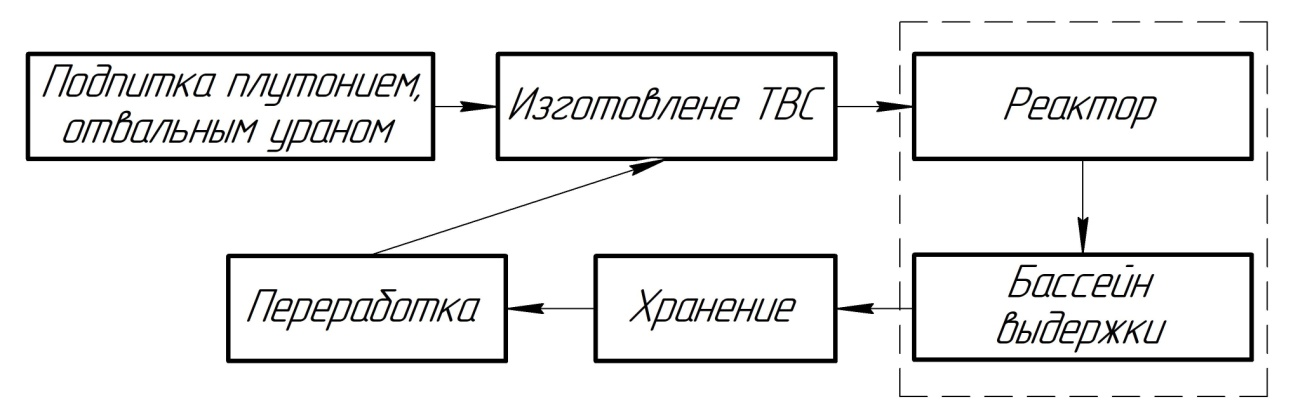 Подпитка плутонием,
отвальным ураном
Изготовлене ТВС
Реактор
Переработка
Хранение
Бассейн
выдержки